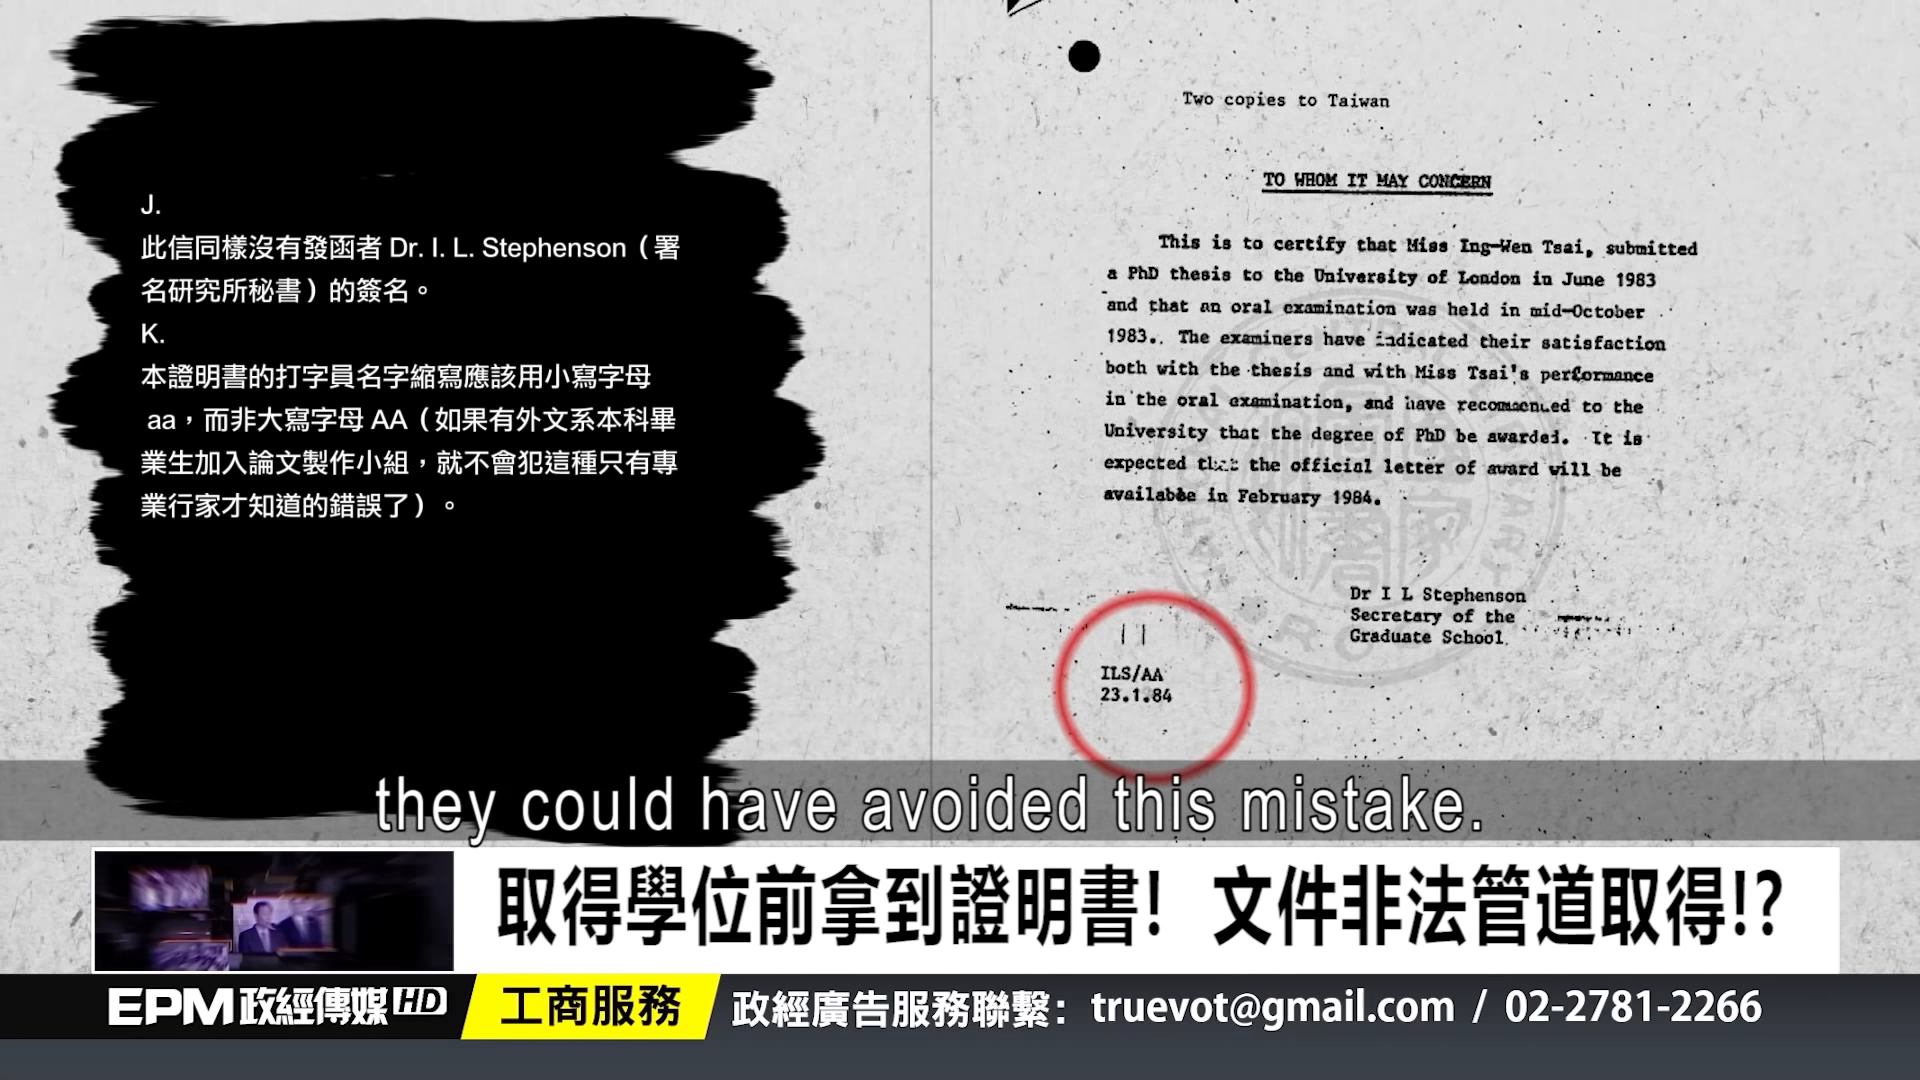 J.
此信同樣沒有發函者 Dr. I. L. Stephenson（署
名研究所秘書）的簽名。
K.
本證明書的打字員名字縮寫應該用小寫字母
aa，而非大寫字母 AA（如果有外文系本科畢
業生加入論文製作小組，就不會犯這種只有專
業行家才知道的錯誤了）。
Two copies to Taiwan
TO WHOM IT MAY CONCERN
This is to certify that Miss Ing-Wen Tsai, submitted
a PhD thesis to the University of London in June 1983
and that an oral examination was held in mid-October
1983. The examiners have indicated their satisfaction
both with the thesis and with Miss Tsai's performance
in the oral examination, and have recommended to the
University that the degree of PhD be awarded. It is
expected that the official letter of award will be
available in February 1984.
Dr I L Stephenson
Secretary of the
Graduate School
ILS/AA
23.1.84
they could have avoided this mistake.
取得學位前拿到證明書! 文件非法管道取得!?
EPM政經傳媒HD
工商服務
政經廣告服務聯繫：truevot@gmail.com / 02-2781-2266